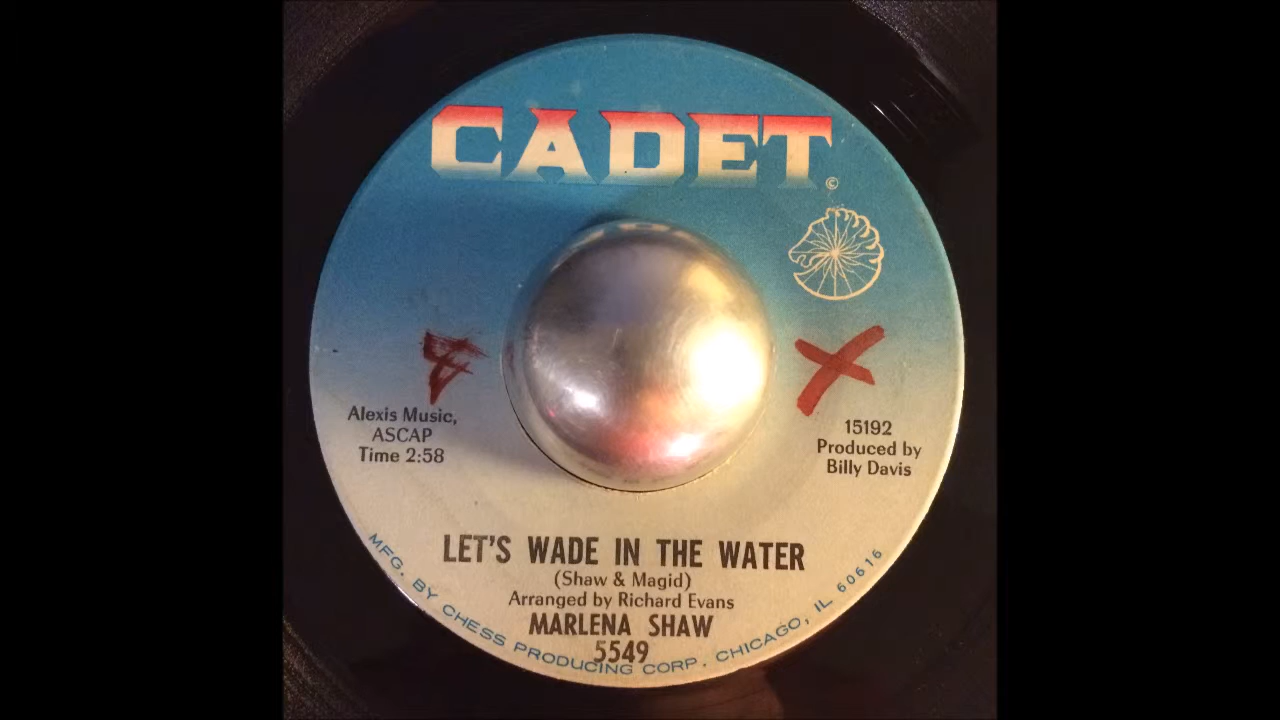 CADET
©
Alexis Music,
ASCAP
Time 2:58
15192
Produced by
Billy Davis
LET'S WADE IN THE WATER
(Shaw & Magid)
Arranged by Richard Evans
MARLENA SHAW
5549
MFG. BY CHESS PRODUCING CORP. CHICAGO, IL 60616